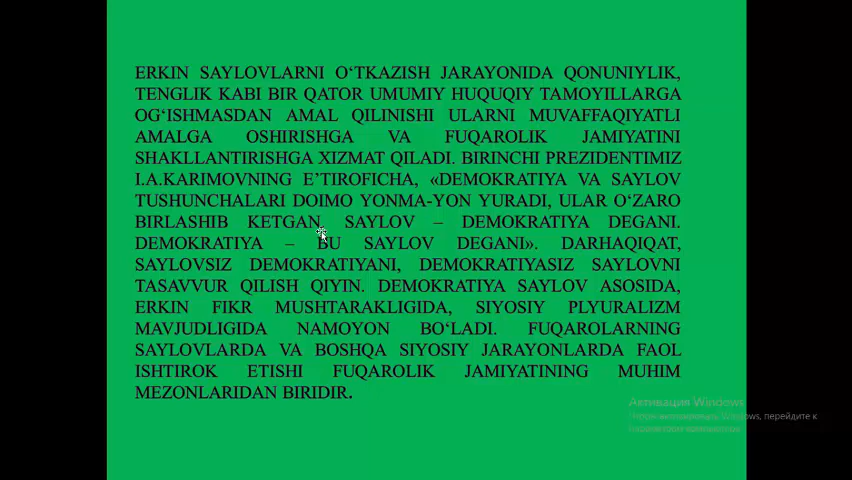 ERKIN SAYLOVLARNI O‘TKAZISH JARAYONIDA QONUNIYLIK,
TENGLIK KABI BIR QATOR UMUMIY HUQUQIY TAMOYILLARGA
OG‘ISHMASDAN AMAL QILINISHI ULARNI MUVAFFAQIYATLI
AMALGA OSHIRISHGA VA FUQAROLIK JAMIYATINI
SHAKLLANTIRISHGA XIZMAT QILADI. BIRINCHI PREZIDENTIMIZ
I.A.KARIMOVNING E’TIROFICHA, «DEMOKRATIYA VA SAYLOV
TUSHUNCHALARI DOIMO YONMA-YON YURADI, ULAR O‘ZARO
BIRLASHIB KETGAN. SAYLOV – DEMOKRATIYA DEGANI.
DEMOKRATIYA – BU SAYLOV DEGANI». DARHAQIQAT,
SAYLOVSIZ DEMOKRATIYANI, DEMOKRATIYASIZ SAYLOVNI
TASAVVUR QILISH QIYIN. DEMOKRATIYA SAYLOV ASOSIDA,
ERKIN FIKR MUSHTARAKLIGIDA, SIYOSIY PLYURALIZM
MAVJUDLIGIDA NAMOYON BO‘LADI. FUQAROLARNING
SAYLOVLARDA VA BOSHQA SIYOSIY JARAYONLARDA FAOL
ISHTIROK ETISHI FUQAROLIK JAMIYATINING MUHIM
MEZONLARIDAN BIRIDIR.
Активация Windows
Windows, перейдите к